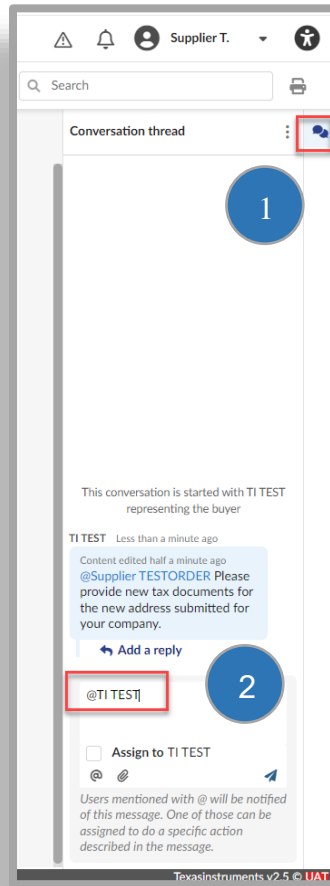 Supplier T.
Search
Conversation thread
1
This conversation is started with TI TEST
representing the buyer
TI TEST Less than a minute ago
Content edited half a minute ago
@Supplier TESTORDER Please
provide new tax documents for
the new address submitted for
your company.
Add a reply
@TI TEST
2
Assign to TI TEST
@
Users mentioned with @ will be notified
of this message. One of those can be
assigned to do a specific action
described in the message.
Texasinstruments v2.5 © UAT